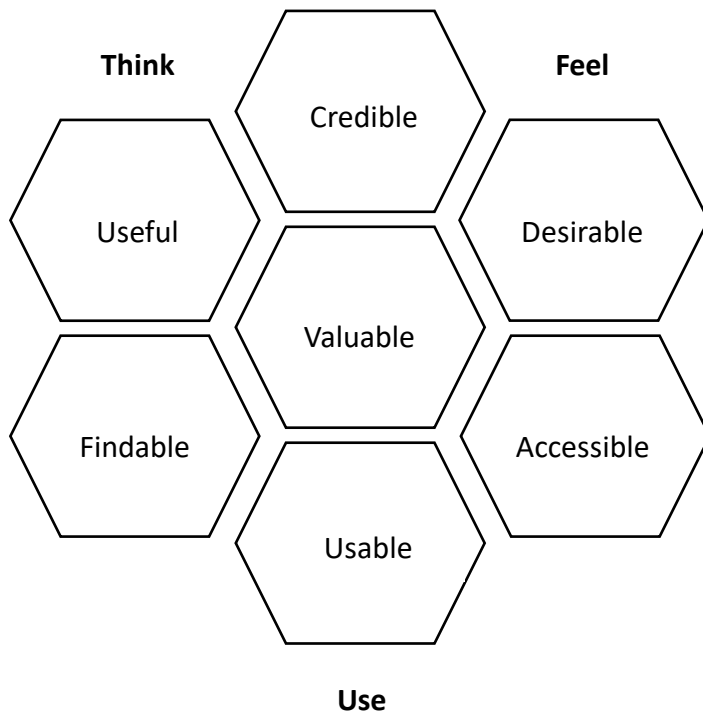 Think
Feel
Credible
Useful
Desirable
Valuable
Findable
Accessible
Usable
Use